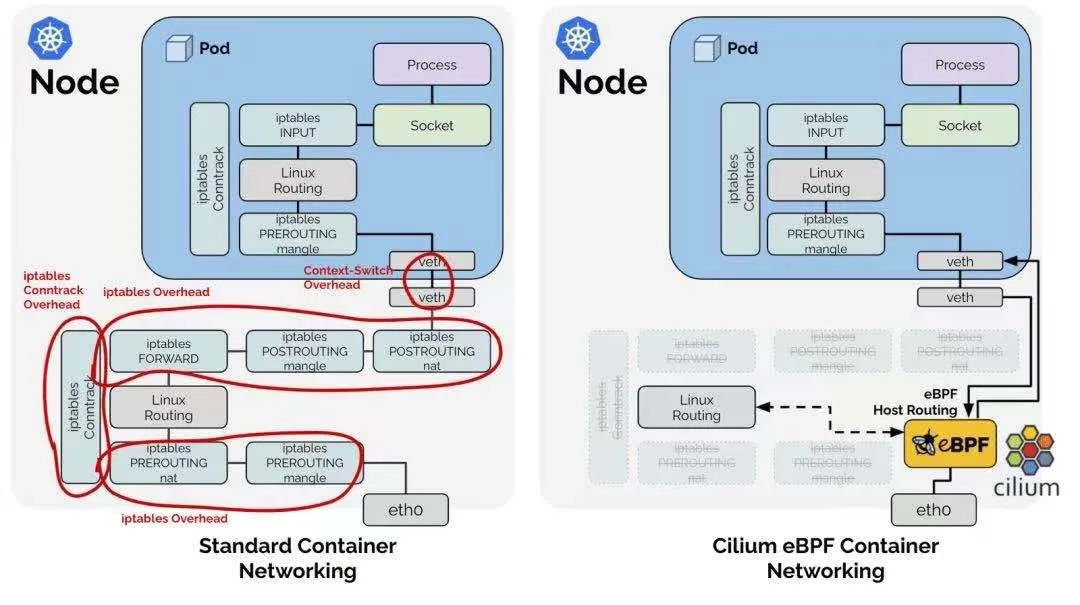 Node
Pod
Process
Socket
iptables
INPUT
iptables
Conntrack
Linux
Routing
iptables
PREROUTING
mangle
veth
Context-Switch
Overhead
veth
iptables
Conntrack
Overhead
iptables Overhead
iptables
FORWARD
iptables
POSTROUTING
mangle
iptables
POSTROUTING
nat
iptables
Conntrack
Linux
Routing
iptables
PREROUTING
nat
iptables
PREROUTING
mangle
iptables Overhead
eth0
Standard Container
Networking
Node
Pod
Process
Socket
iptables
INPUT
iptables
Conntrack
Linux
Routing
iptables
PREROUTING
mangle
veth
veth
iptables
FORWARD
iptables
POSTROUTING
mangle
iptables
POSTROUTING
nat
iptables
Conntrack
Linux
Routing
eBPF
Host Routing
eBPF
cilium
iptables
PREROUTING
nat
iptables
PREROUTING
mangle
eth0
Cilium eBPF Container
Networking